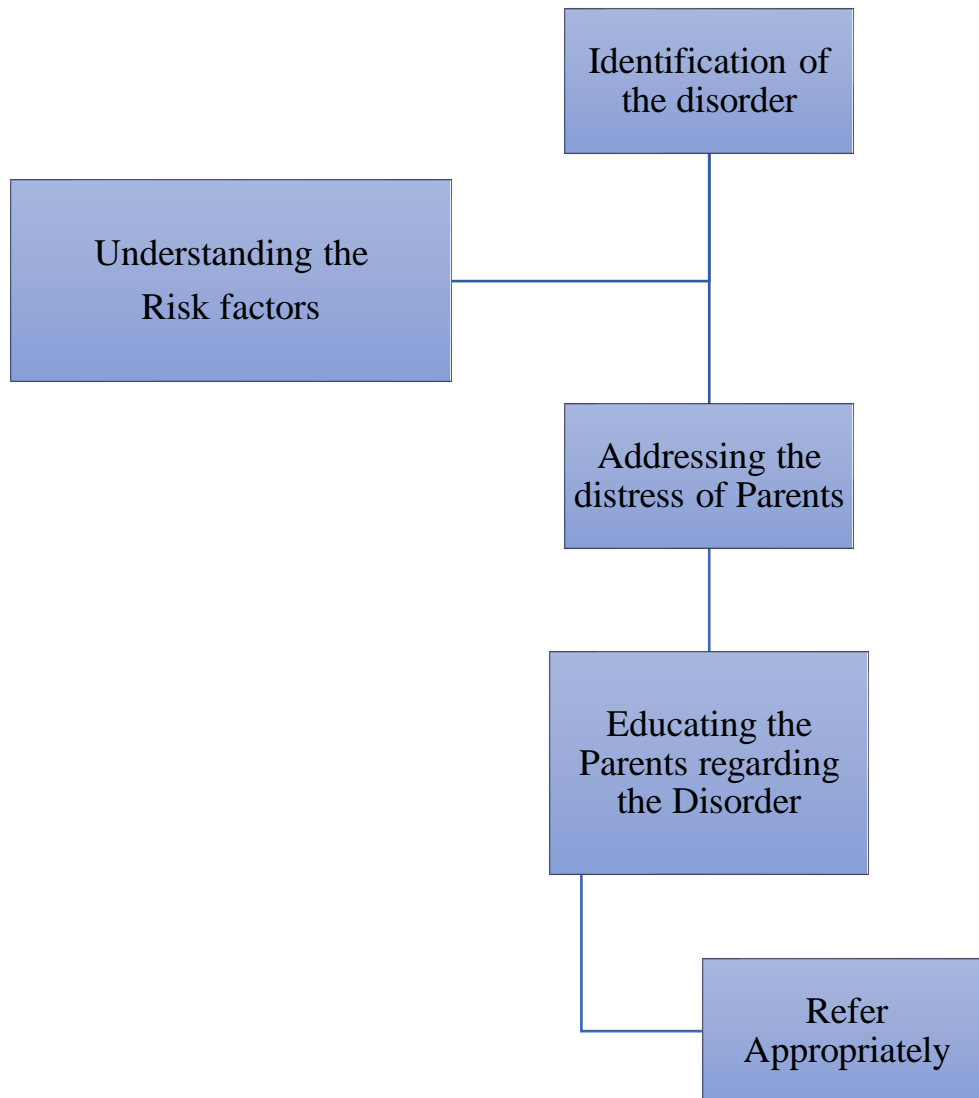 Identification of
the disorder
Understanding the
Risk factors
Addressing the
distress of Parents
Educating the
Parents regarding
the Disorder
Refer
Appropriately